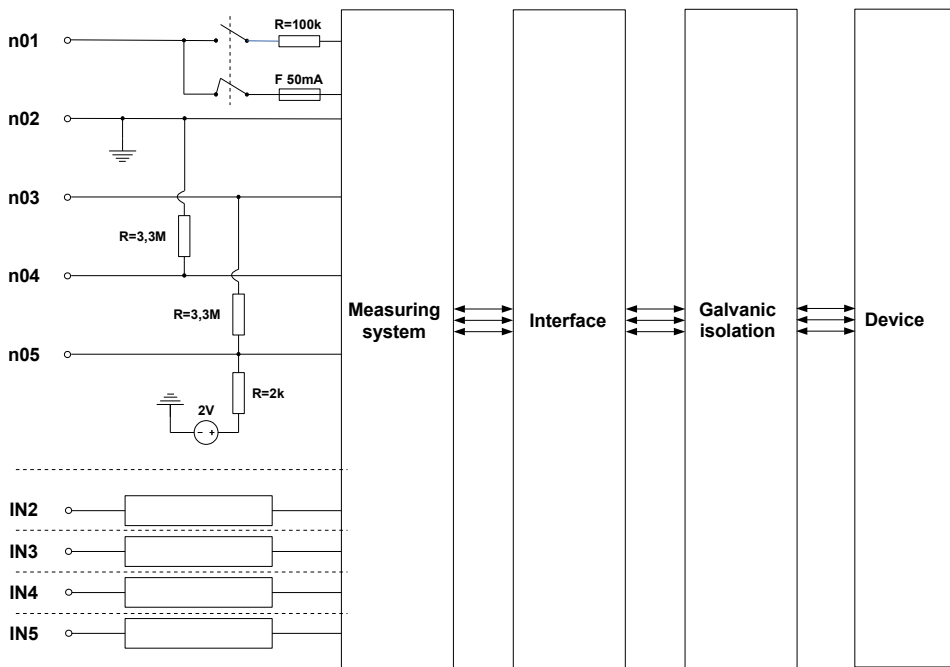 n01
R=100k
F 50mA
n02
n03
R=3,3M
n04
R=3,3M
n05
R=2k
2V
- +
IN2
IN3
IN4
IN5
Measuring
system
Interface
Galvanic
isolation
Device